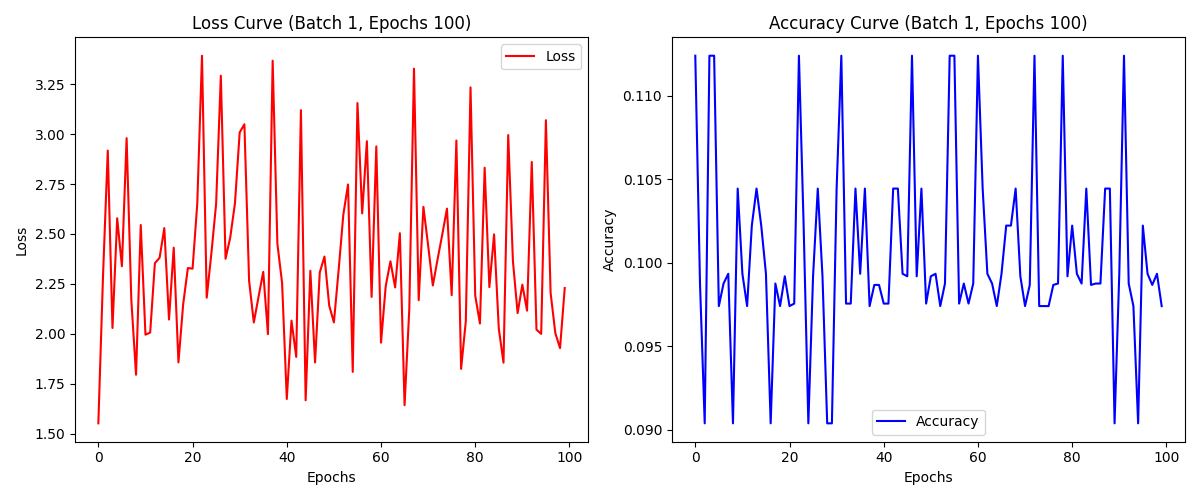 Loss Curve (Batch 1, Epochs 100)
Loss
3.25
3.00
2.75
2.50
2.25
2.00
1.75
1.50
Loss
0 20 40 60 80 100
Epochs
Accuracy Curve (Batch 1, Epochs 100)
0.110
0.105
0.100
0.095
0.090
Accuracy
Accuracy
0 20 40 60 80 100
Epochs